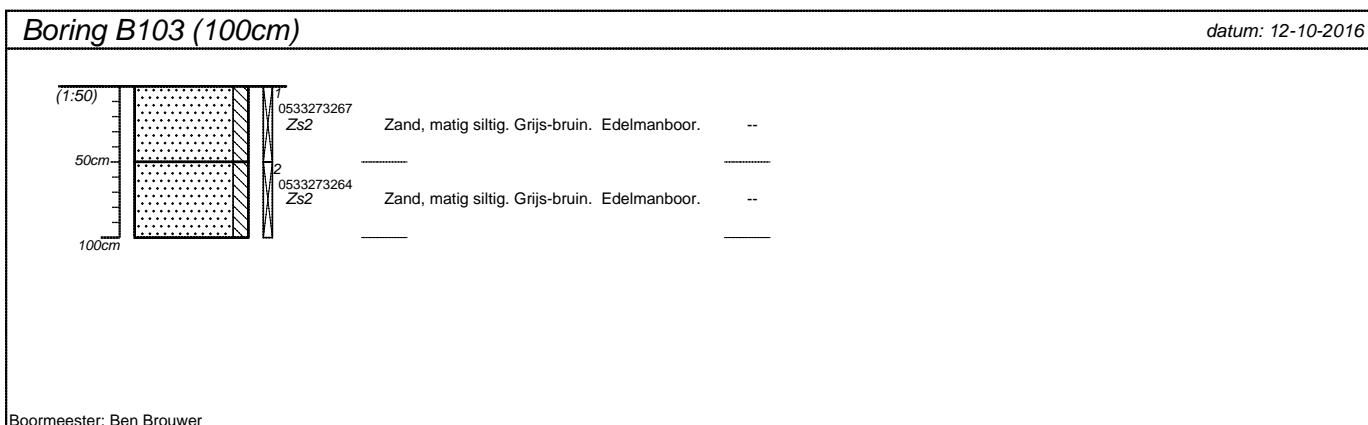 Boring B103 (100cm)
datum: 12-10-2016
(1:50)
1
0533273267
Zs2 Zand, matig siltig. Grijs-bruin. Edelmanboor. --
50cm
2
0533273264
Zs2 Zand, matig siltig. Grijs-bruin. Edelmanboor. --
100cm
Boormeester: Ben Brouwer